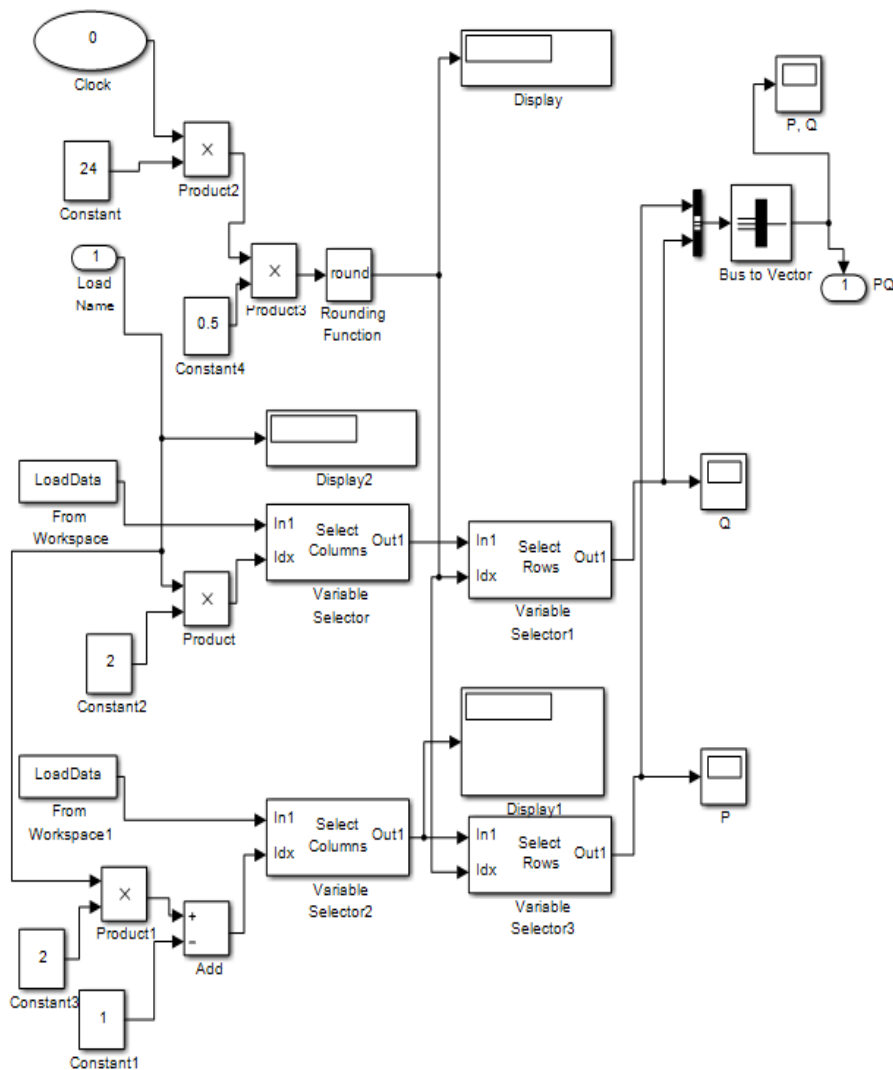 0
Clock
Display
P, Q
24
Constant
×
Product2
1
Load
Name
×
Product3
round
Rounding
Function
Bus to Vector
1
PQ
0.5
Constant4
Display2
LoadData
From
Workspace
In1
Idx
Select
Columns
Out1
Variable
Selector
In1
Idx
Select
Rows
Out1
Variable
Selector1
Q
×
Product
2
Constant2
LoadData
From
Workspace1
In1
Idx
Select
Columns
Out1
Variable
Selector2
Display1
In1
Idx
Select
Rows
Out1
Variable
Selector3
P
×
Product1
+
−
Add
2
Constant3
1
Constant1